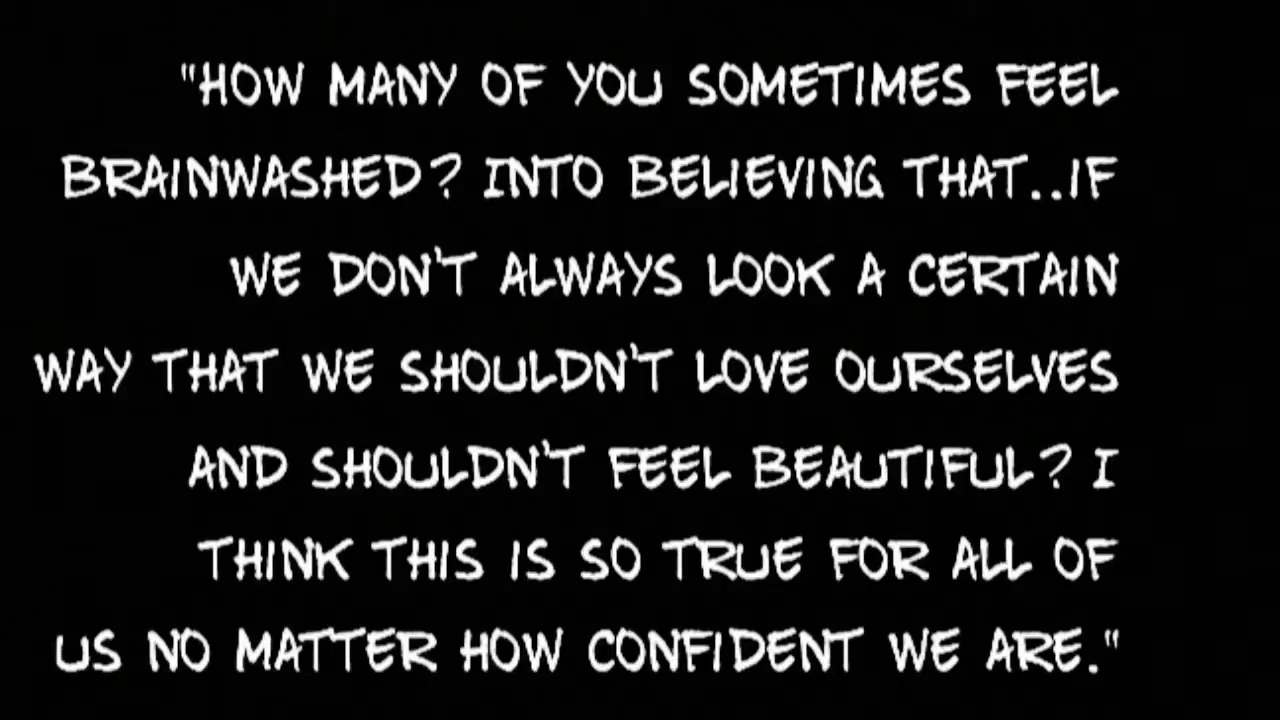 "HOW MANY OF YOU SOMETIMES FEEL
BRAINWASHED? INTO BELIEVING THAT..IF
WE DON'T ALWAYS LOOK A CERTAIN
WAY THAT WE SHOULDN'T LOVE OURSELVES
AND SHOULDN'T FEEL BEAUTIFUL? I
THINK THIS IS SO TRUE FOR ALL OF
US NO MATTER HOW CONFIDENT WE ARE."